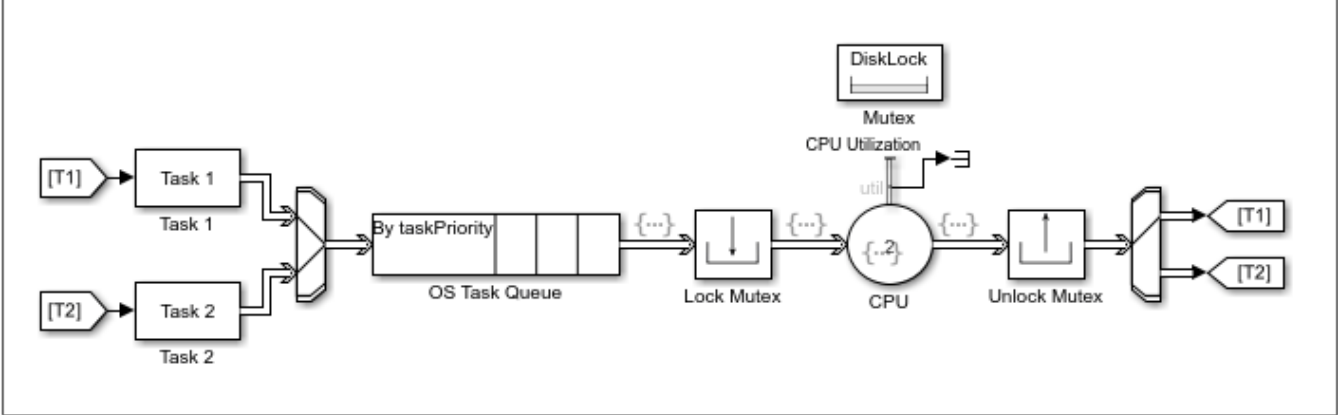 DiskLock
Mutex
CPU Utilization
util
[T1]
Task 1
Task 1
[T2]
Task 2
Task 2
By taskPriority
OS Task Queue
{...}
Lock Mutex
{...}
{...}2
CPU
{...}
Unlock Mutex
[T1]
[T2]